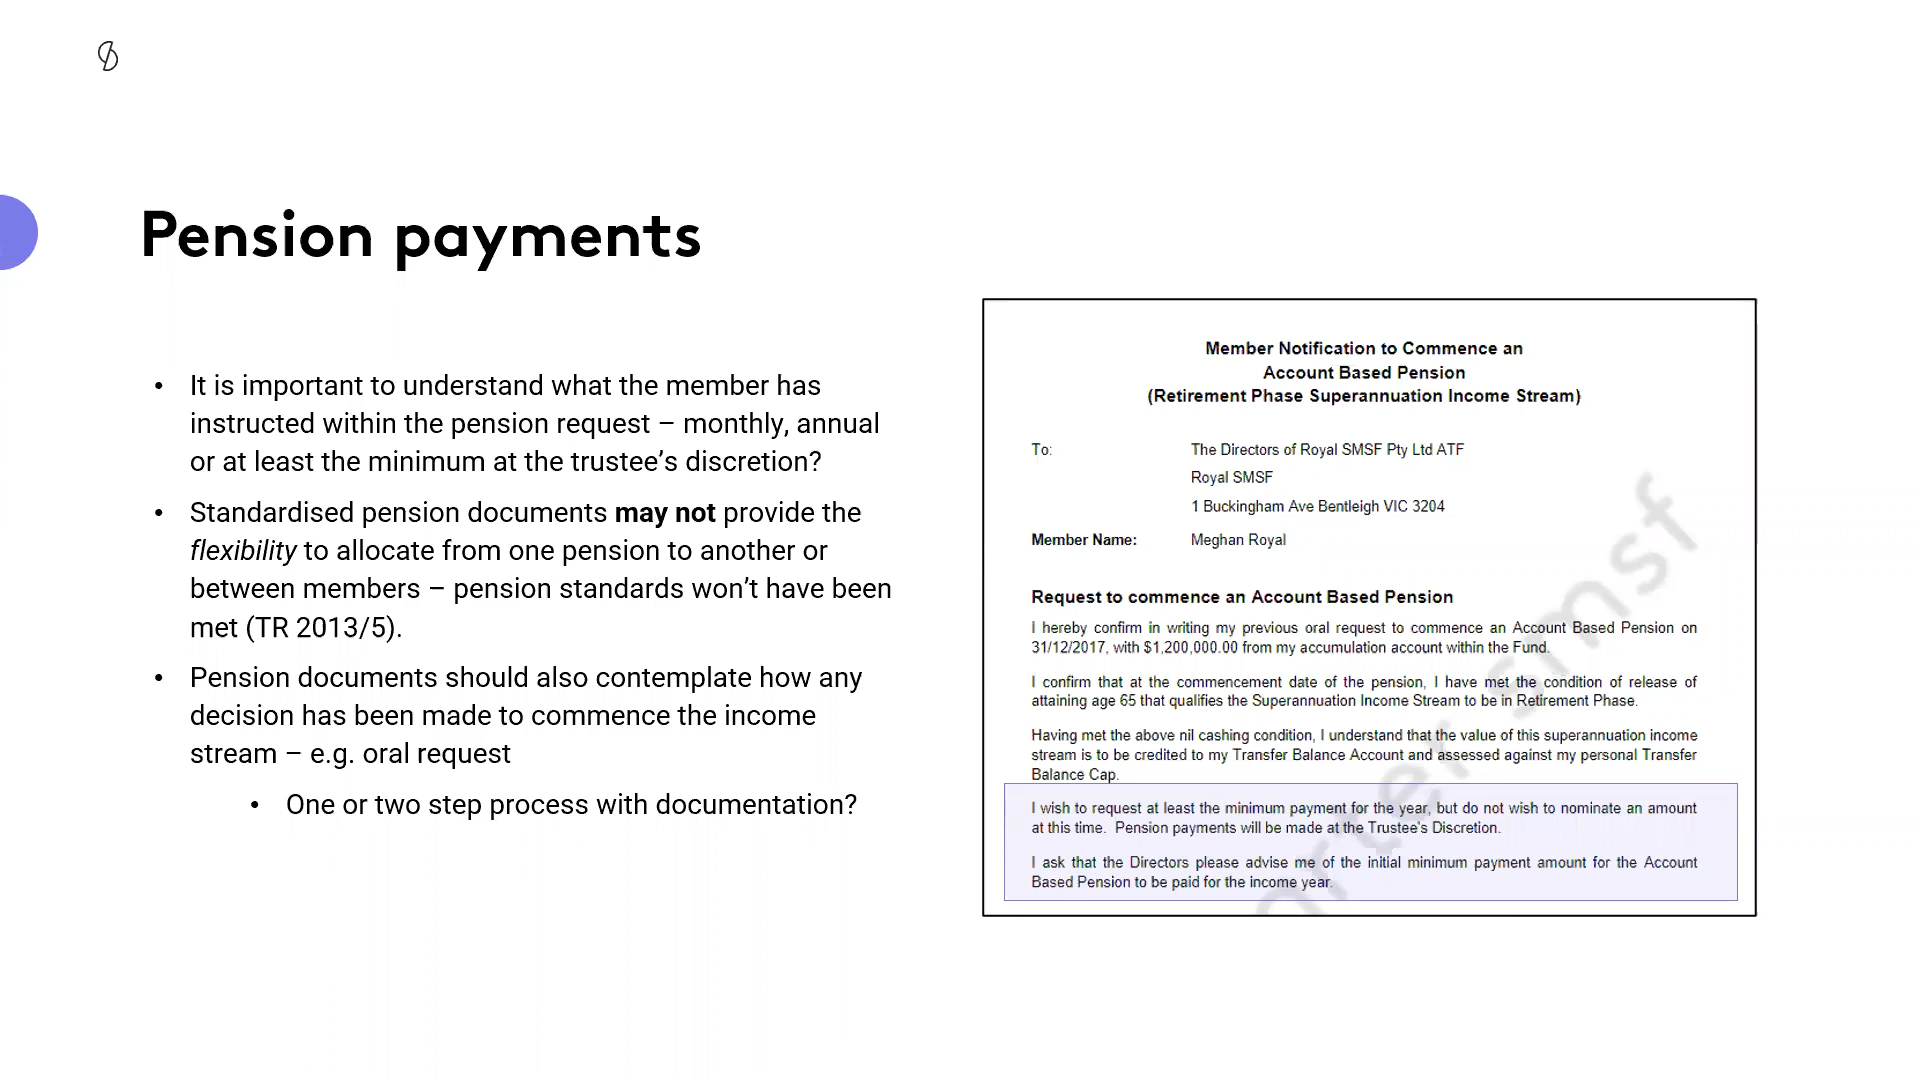 Pension payments
• It is important to understand what the member has
instructed within the pension request – monthly, annual
or at least the minimum at the trustee’s discretion?
• Standardised pension documents may not provide the
flexibility to allocate from one pension to another or
between members – pension standards won’t have been
met (TR 2013/5).
• Pension documents should also contemplate how any
decision has been made to commence the income
stream – e.g. oral request
• One or two step process with documentation?
Member Notification to Commence an
Account Based Pension
(Retirement Phase Superannuation Income Stream)
To: The Directors of Royal SMSF Pty Ltd ATF
Royal SMSF
1 Buckingham Ave Bentleigh VIC 3204
Member Name: Meghan Royal
Request to commence an Account Based Pension
I hereby confirm in writing my previous oral request to commence an Account Based Pension on
31/12/2017, with $1,200,000.00 from my accumulation account within the Fund.
I confirm that at the commencement date of the pension, I have met the condition of release of
attaining age 65 that qualifies the Superannuation Income Stream to be in Retirement Phase.
Having met the above nil cashing condition, I understand that the value of this superannuation income
stream is to be credited to my Transfer Balance Account and assessed against my personal Transfer
Balance Cap.
I wish to request at least the minimum payment for the year, but do not wish to nominate an amount
at this time. Pension payments will be made at the Trustee's Discretion.
I ask that the Directors please advise me of the initial minimum payment amount for the Account
Based Pension to be paid for the income year.
arter smsf